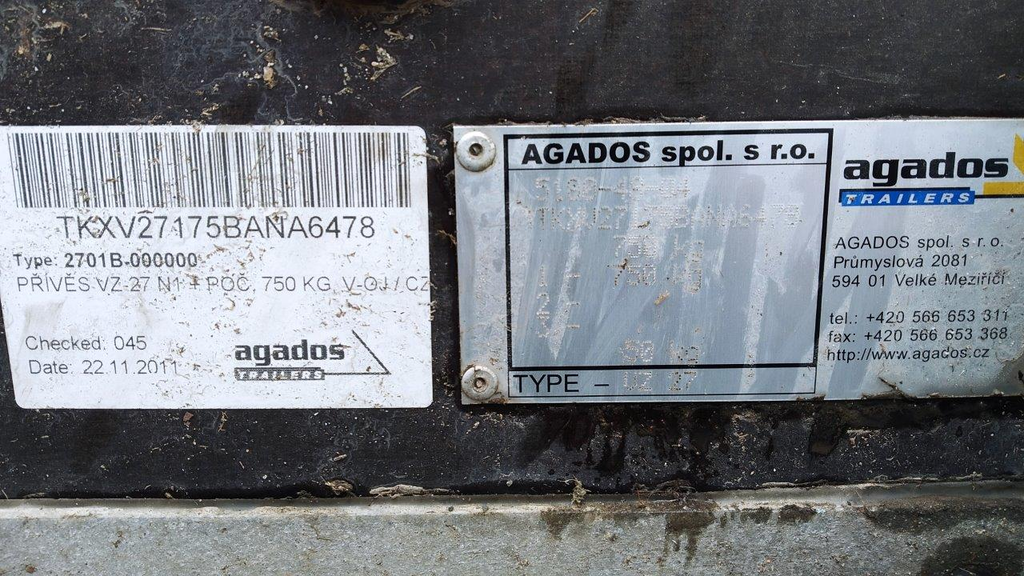 TKXV27175BANA6478
Type: 2701B.000000
PŘÍVĚS VZ-27 N1 + POČ, 750 KG, V-OJ / CZ
Checked: 045
Date: 22.11.2011
agados
TRAILERS
AGADOS spol. s r.o.
750 kg
TYPE – VZ 27
agados
TRAILERS
AGADOS spol. s r.o.
Průmyslová 2081
594 01 Velké Meziříčí
tel.: +420 566 653 311
fax: +420 566 653 368
http://www.agados.cz